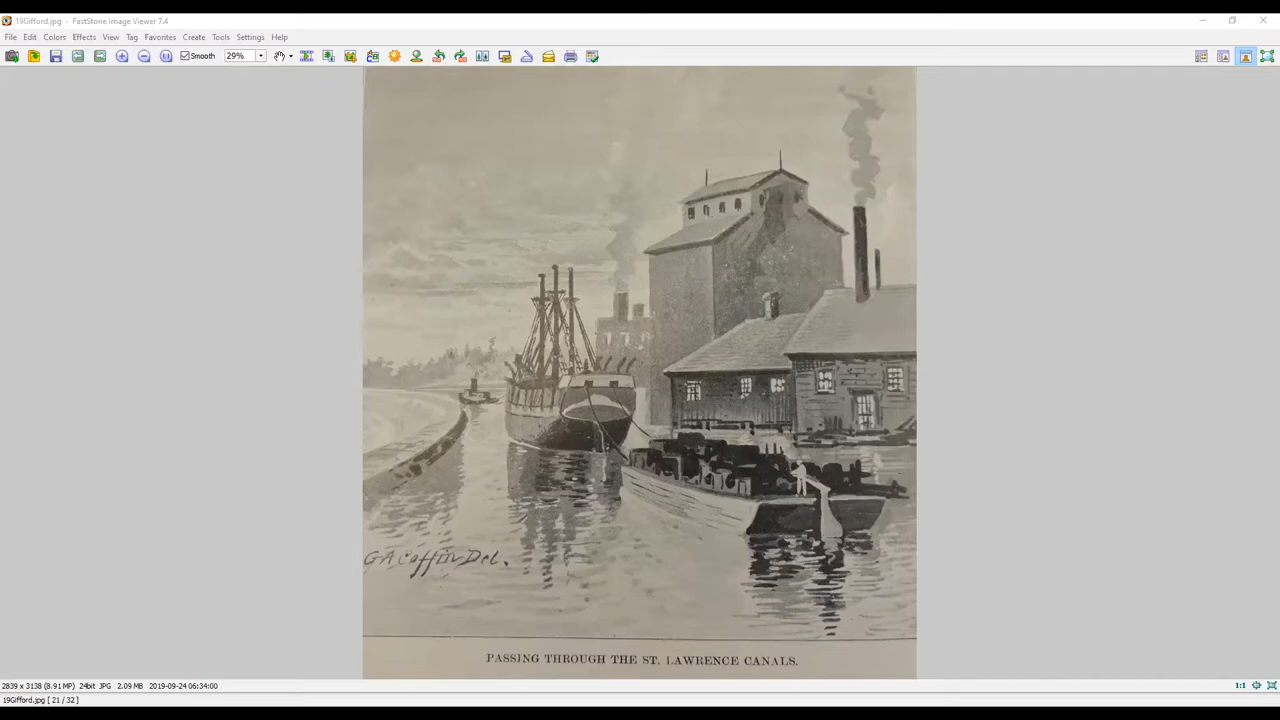 19Gifford.jpg - FastStone Image Viewer 7.4
File Edit Colors Effects View Tag Favorites Create Tools Settings Help
Smooth 29%
G A Coffin Del.
PASSING THROUGH THE ST. LAWRENCE CANALS.
2839 x 3138 (8.91 MP) 24bit JPG 2.09 MB 2019-09-24 06:34:00 1:1
19Gifford.jpg [ 21 / 32 ]